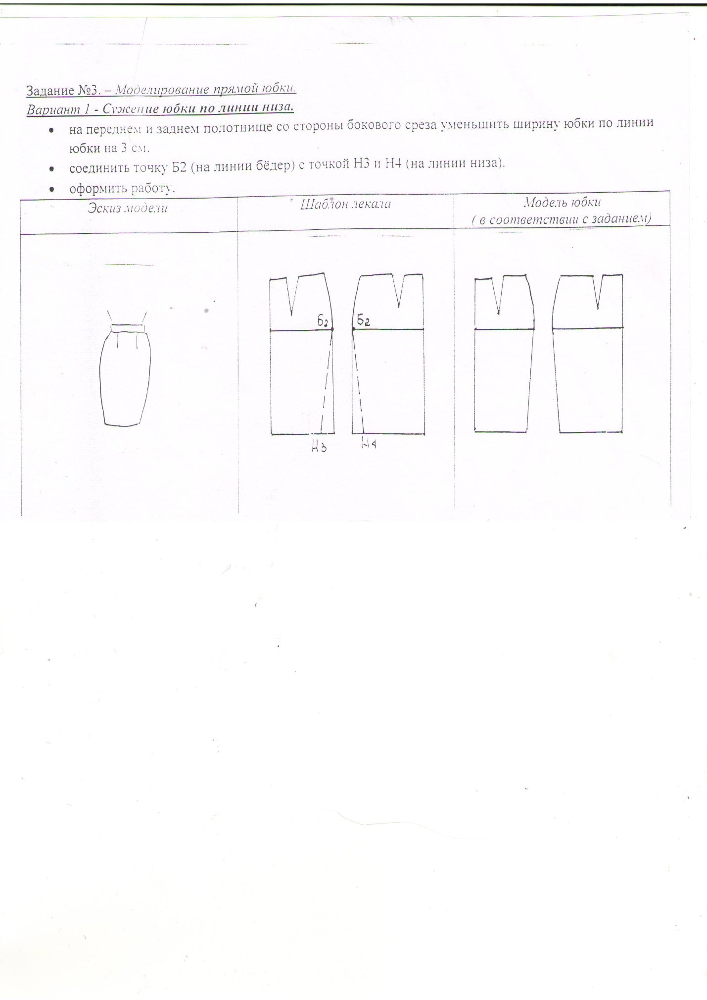 Задание №3. – Моделирование прямой юбки.
Вариант 1 - Сужение юбки по линии низа.
• на переднем и заднем полотнище со стороны бокового среза уменьшить ширину юбки по линии
юбки на 3 см.
• соединить точку Б2 (на линии бёдер) с точкой Н3 и Н4 (на линии низа).
• оформить работу.
Эскиз модели
Шаблон лекала
Модель юбки
( в соответствии с заданием)
Б2 Б2
Н3 Н4